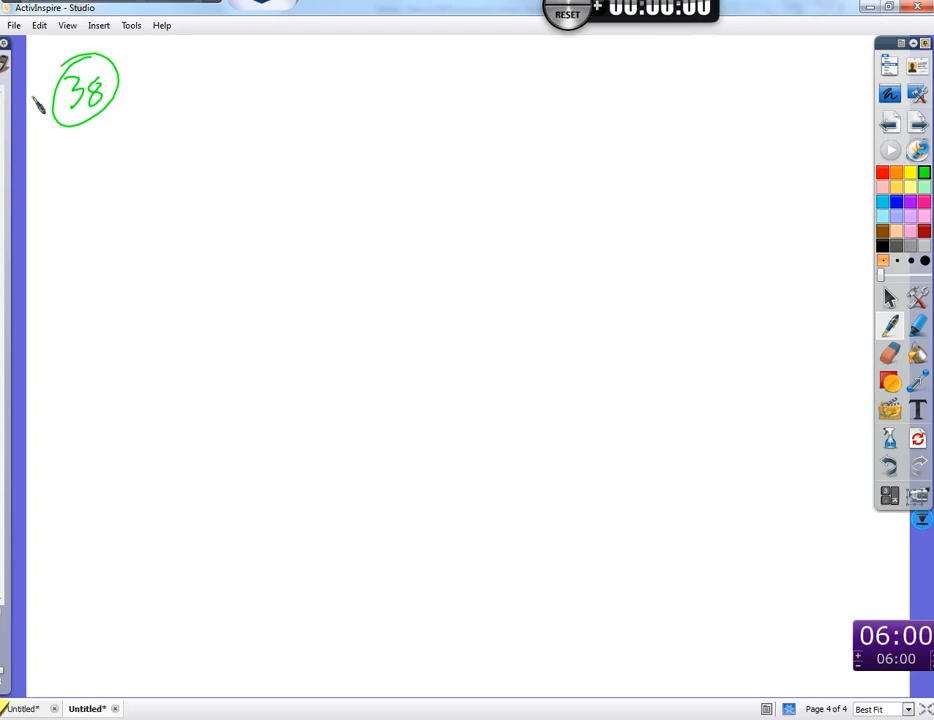 ActivInspire - Studio
RESET
00:00:00
File Edit View Insert Tools Help
38
T
06:00
06:00
Untitled* Untitled* Page 4 of 4 Best Fit